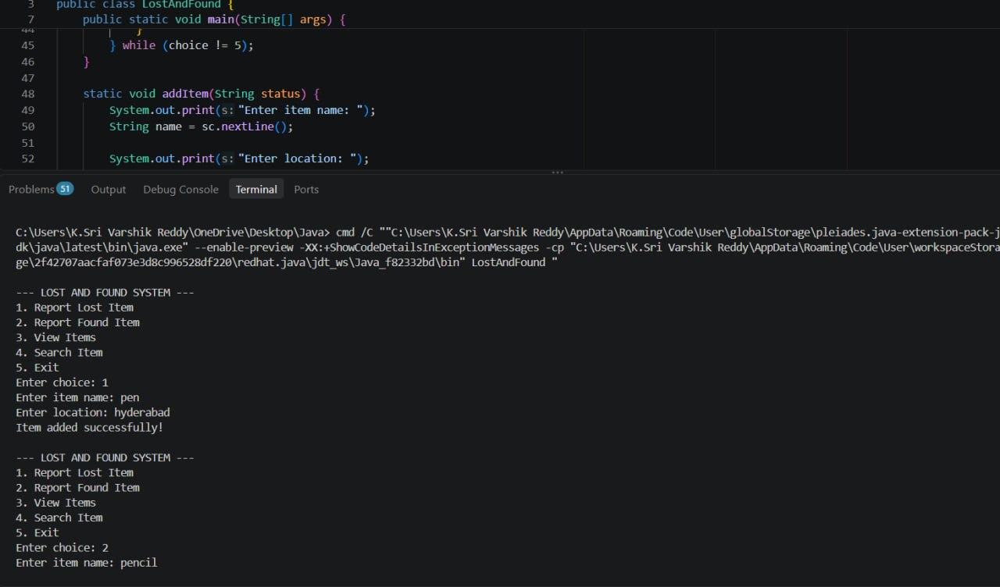 3 public class LostAndFound {
7 public static void main(String[] args) {
44 }
45 } while (choice != 5);
46 }
47
48 static void addItem(String status) {
49 System.out.print(s: "Enter item name: ");
50 String name = sc.nextLine();
51
52 System.out.print(s: "Enter location: ");
Problems 51 Output Debug Console Terminal Ports
C:\Users\K.Sri Varshik Reddy\OneDrive\Desktop\Java> cmd /C ""C:\Users\K.Sri Varshik Reddy\AppData\Roaming\Code\User\globalStorage\pleiades.java-extension-pack-j
dk\java\latest\bin\java.exe" --enable-preview -XX:+ShowCodeDetailsInExceptionMessages -cp "C:\Users\K.Sri Varshik Reddy\AppData\Roaming\Code\User\workspaceStora
ge\2f42707aacfaf073e3d8c996528df220\redhat.java\jdt_ws\Java_f82332bd\bin" LostAndFound "
--- LOST AND FOUND SYSTEM ---
1. Report Lost Item
2. Report Found Item
3. View Items
4. Search Item
5. Exit
Enter choice: 1
Enter item name: pen
Enter location: hyderabad
Item added successfully!
--- LOST AND FOUND SYSTEM ---
1. Report Lost Item
2. Report Found Item
3. View Items
4. Search Item
5. Exit
Enter choice: 2
Enter item name: pencil